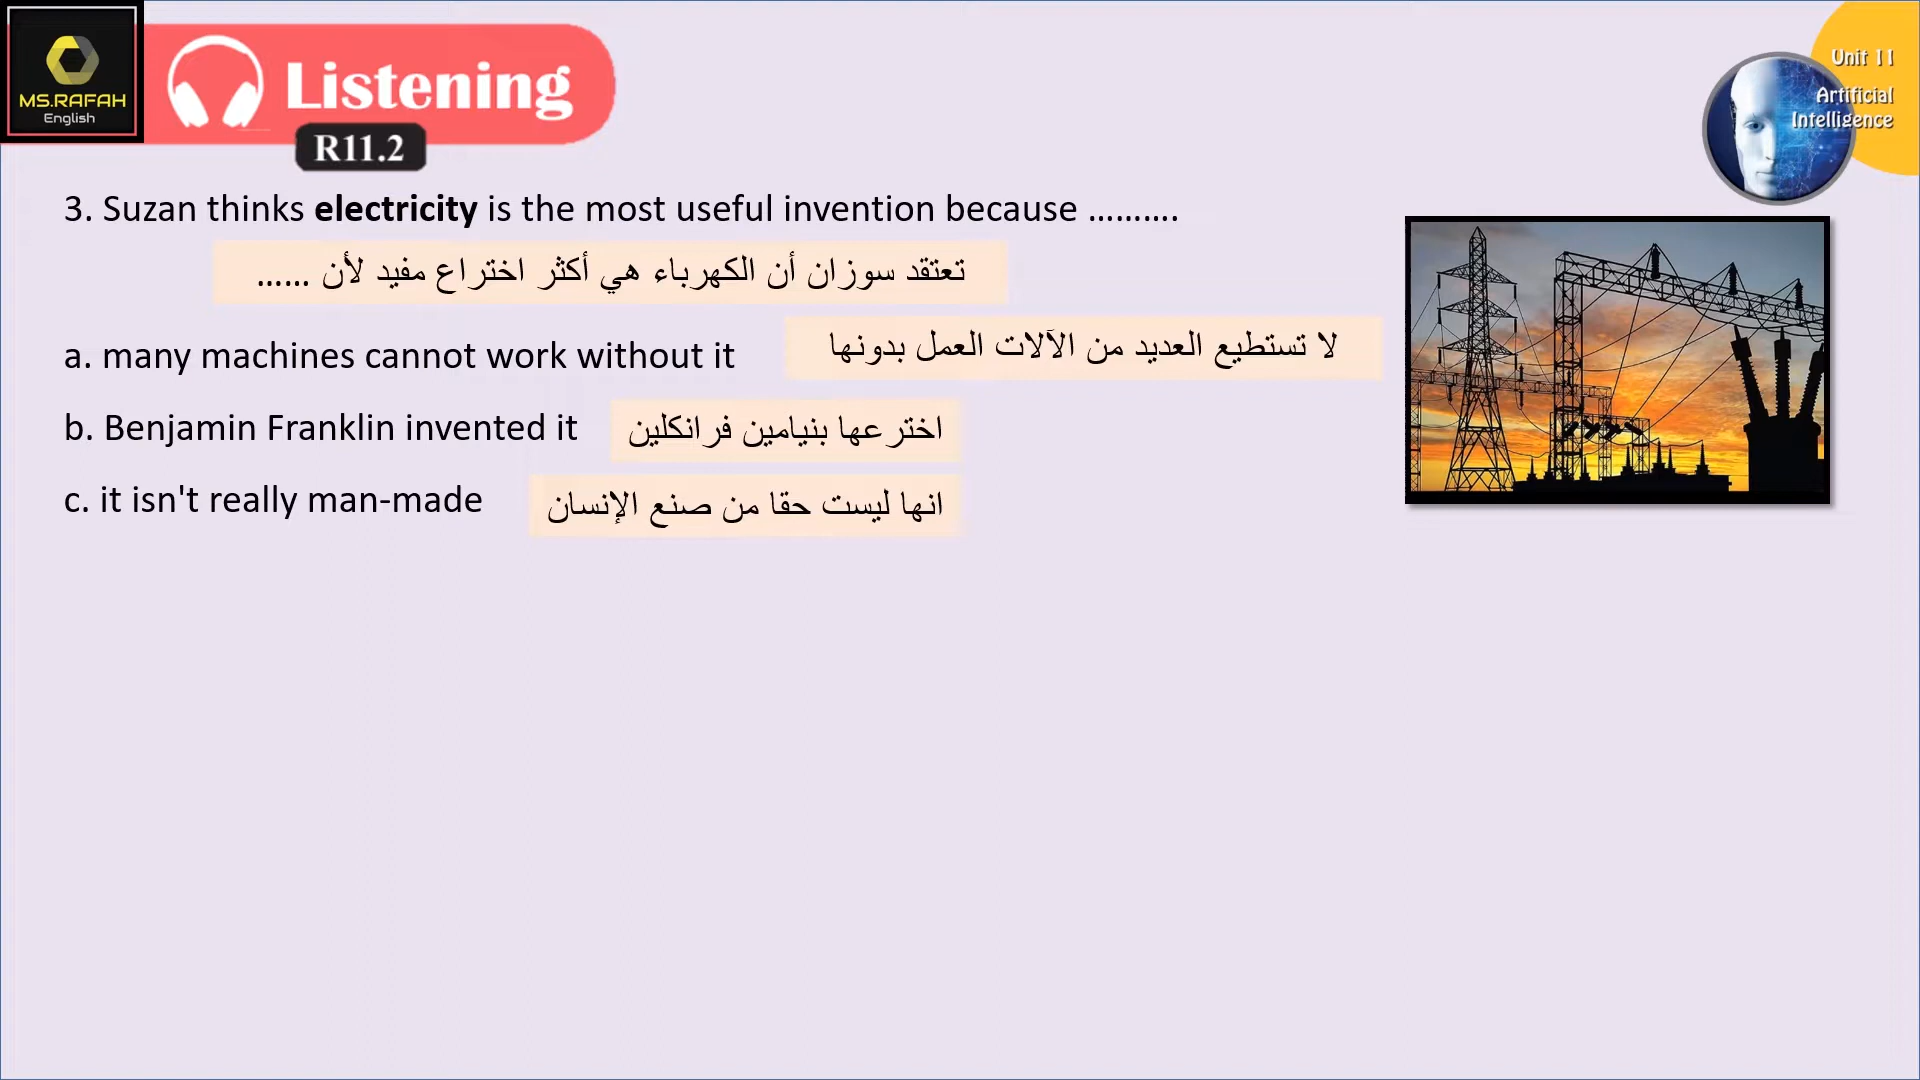 MS.RAFAH
English
Listening
R11.2
Unit 11
Artificial
Intelligence
3. Suzan thinks electricity is the most useful invention because ..........
تعتقد سوزان أن الكهرباء هي أكثر اختراع مفيد لأن ......
a. many machines cannot work without it
لا تستطيع العديد من الآلات العمل بدونها
b. Benjamin Franklin invented it
اخترعها بنيامين فرانكلين
c. it isn't really man-made
انها ليست حقا من صنع الإنسان